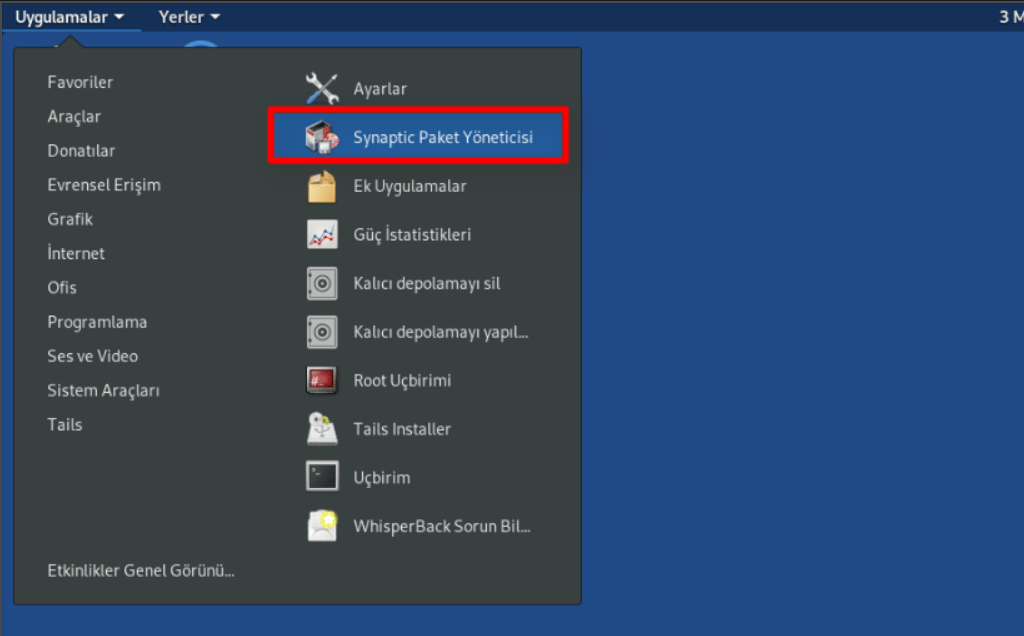 Uygulamalar Yerler 3 M
Favoriler
Araçlar
Donatılar
Evrensel Erişim
Grafik
İnternet
Ofis
Programlama
Ses ve Video
Sistem Araçları
Tails
Etkinlikler Genel Görünü...
Ayarlar
Synaptic Paket Yöneticisi
Ek Uygulamalar
Güç İstatistikleri
Kalıcı depolamayı sil
Kalıcı depolamayı yapıl...
Root Uçbirimi
Tails Installer
Uçbirim
WhisperBack Sorun Bil...